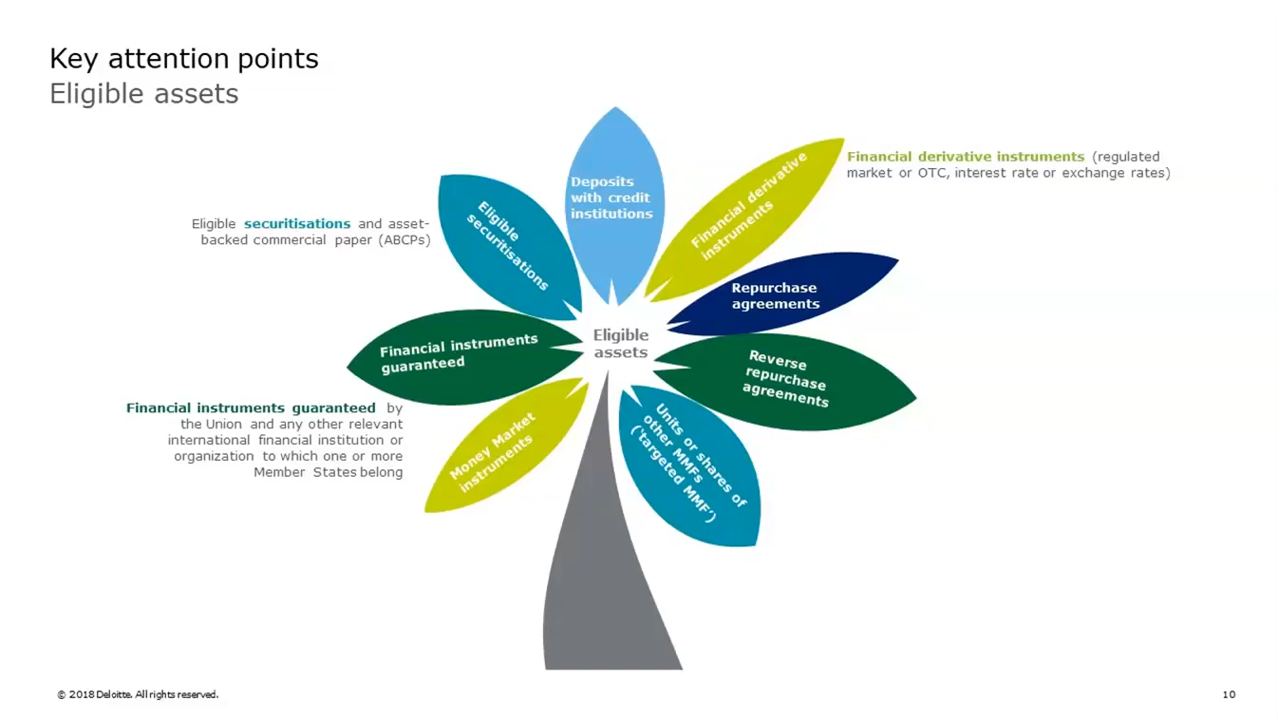 Key attention points
Eligible assets
Deposits
with credit
institutions
Financial derivative
instruments
Financial derivative instruments (regulated
market or OTC, interest rate or exchange rates)
Eligible
securitisations
Eligible securitisations and asset-
backed commercial paper (ABCPs)
Repurchase
agreements
Eligible
assets
Financial instruments
guaranteed
Reverse
repurchase
agreements
Financial instruments guaranteed by
the Union and any other relevant
international financial institution or
organization to which one or more
Member States belong
Money Market
instruments
Units or shares of
other MMFs
('targeted MMF')
© 2018 Deloitte. All rights reserved.
10